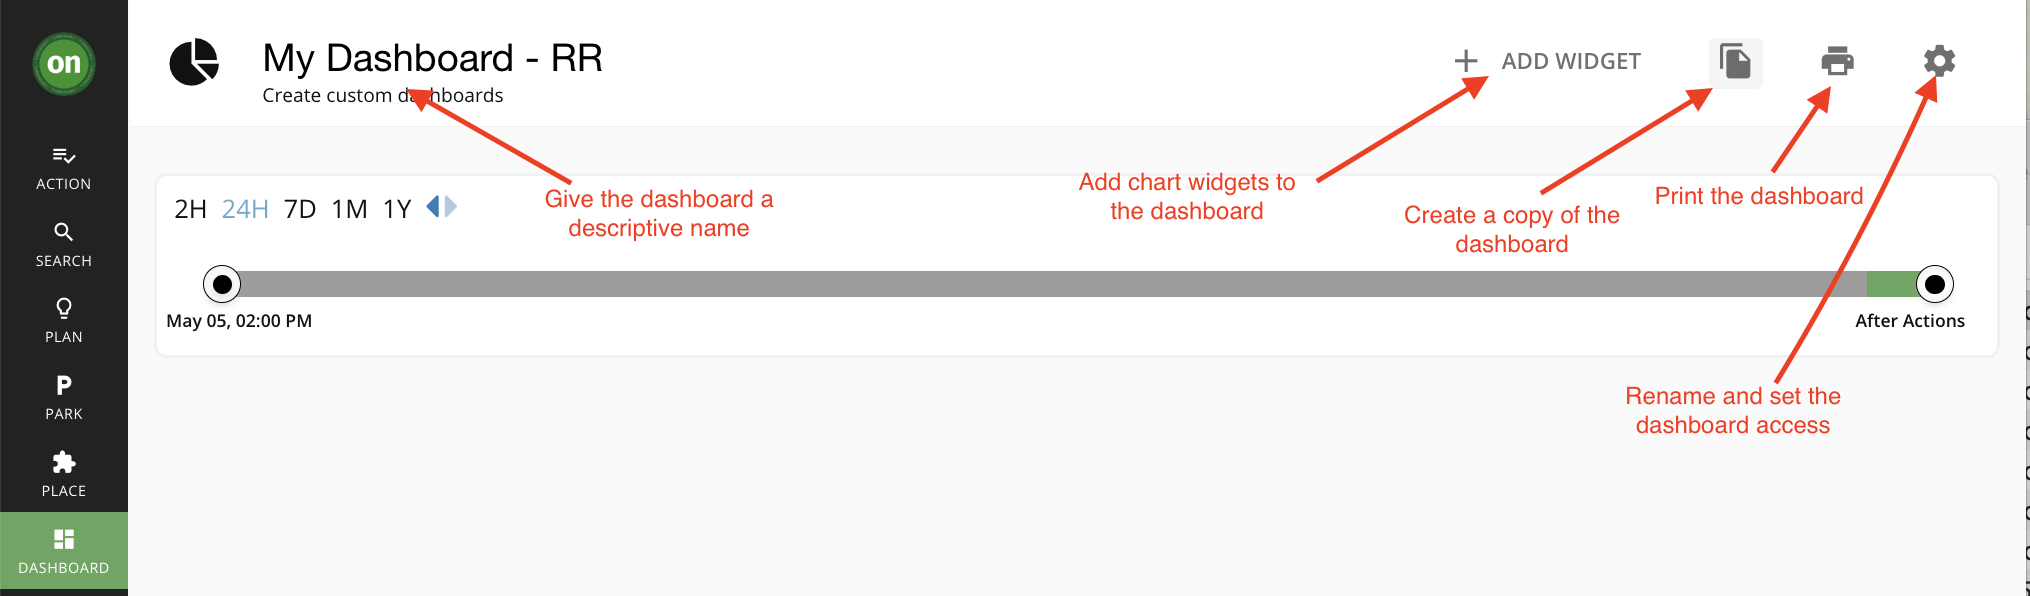 on
My Dashboard - RR
Create custom dashboards
ADD WIDGET
ACTION
SEARCH
PLAN
P
PARK
PLACE
DASHBOARD
2H 24H 7D 1M 1Y
Give the dashboard a
descriptive name
Add chart widgets to
the dashboard
Create a copy of the
dashboard
Print the dashboard
May 05, 02:00 PM
After Actions
Rename and set the
dashboard access